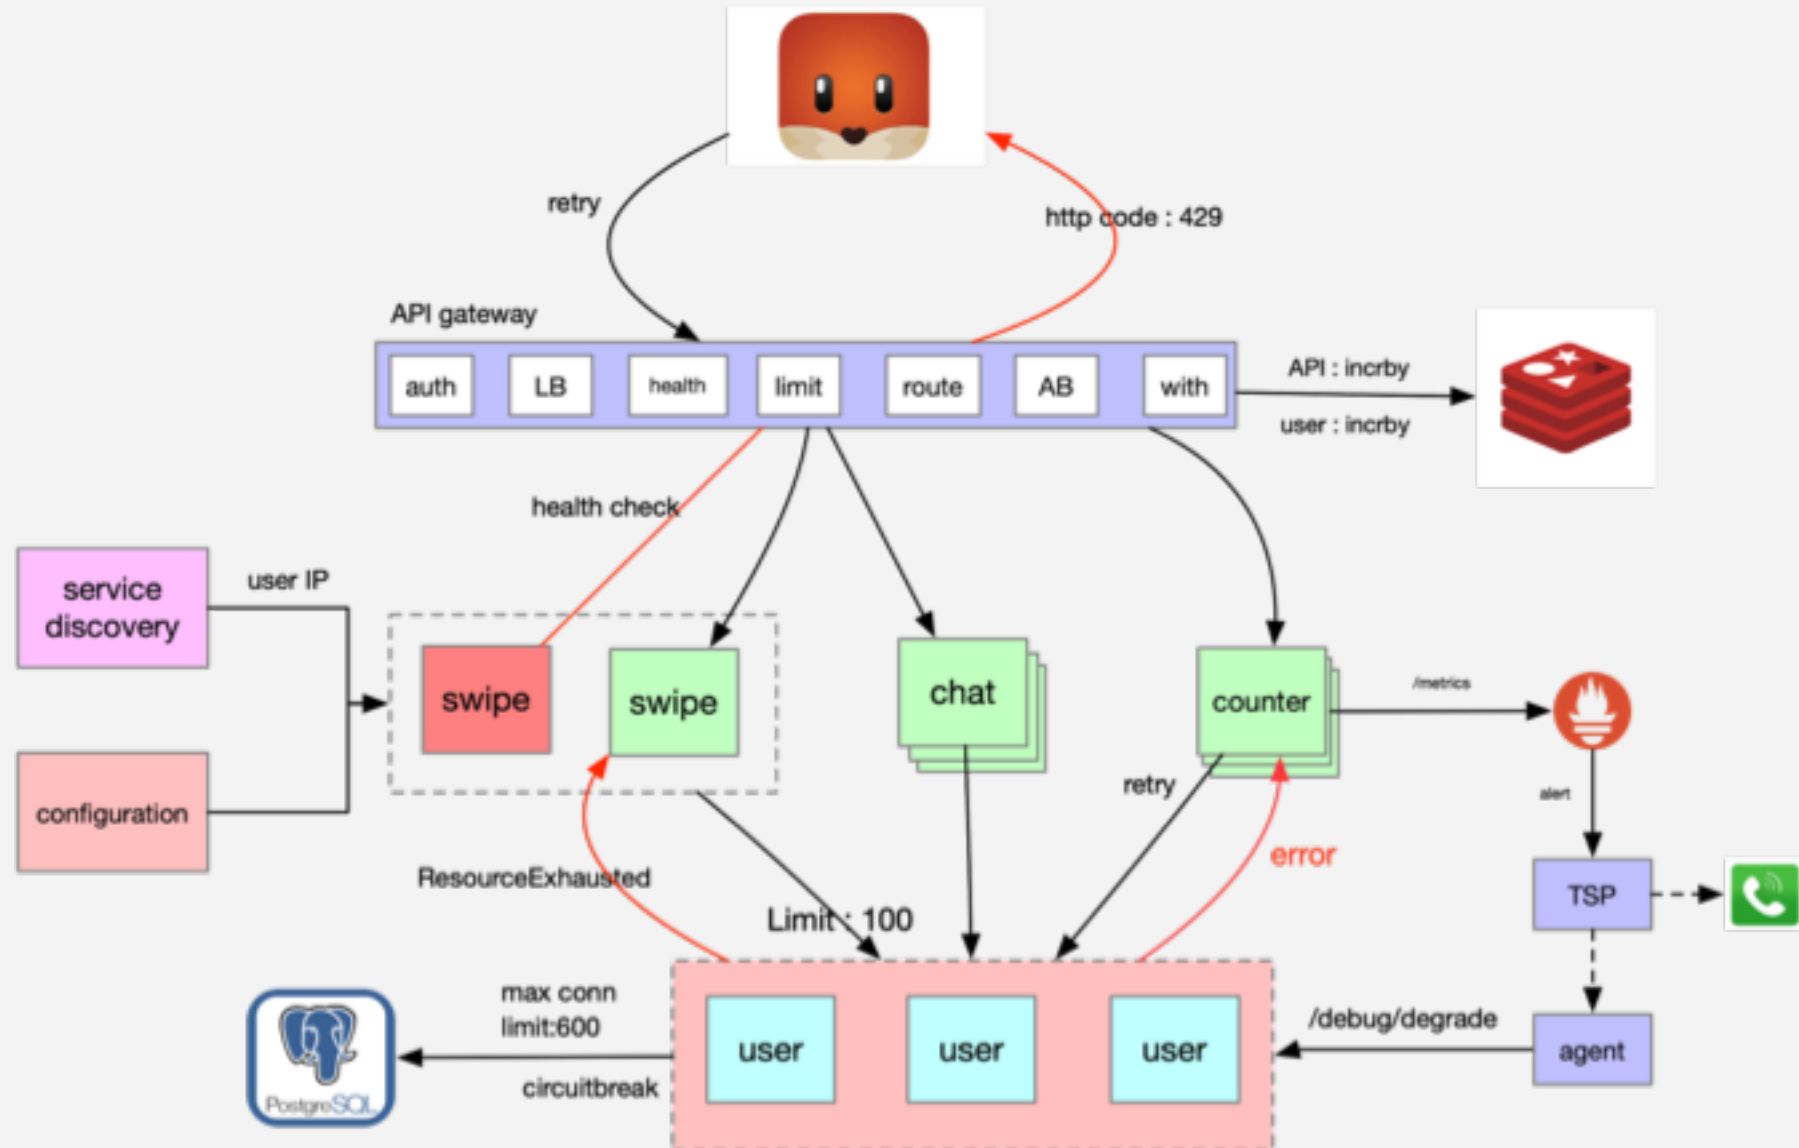 retry
http code : 429
API gateway
auth
LB
health
limit
route
AB
with
API : incrby
user : incrby
health check
service
discovery
user IP
configuration
swipe
swipe
chat
counter
/metrics
alert
retry
error
ResourceExhausted
Limit : 100
TSP
max conn
limit:600
circuitbreak
PostgreSQL
user
user
user
/debug/degrade
agent